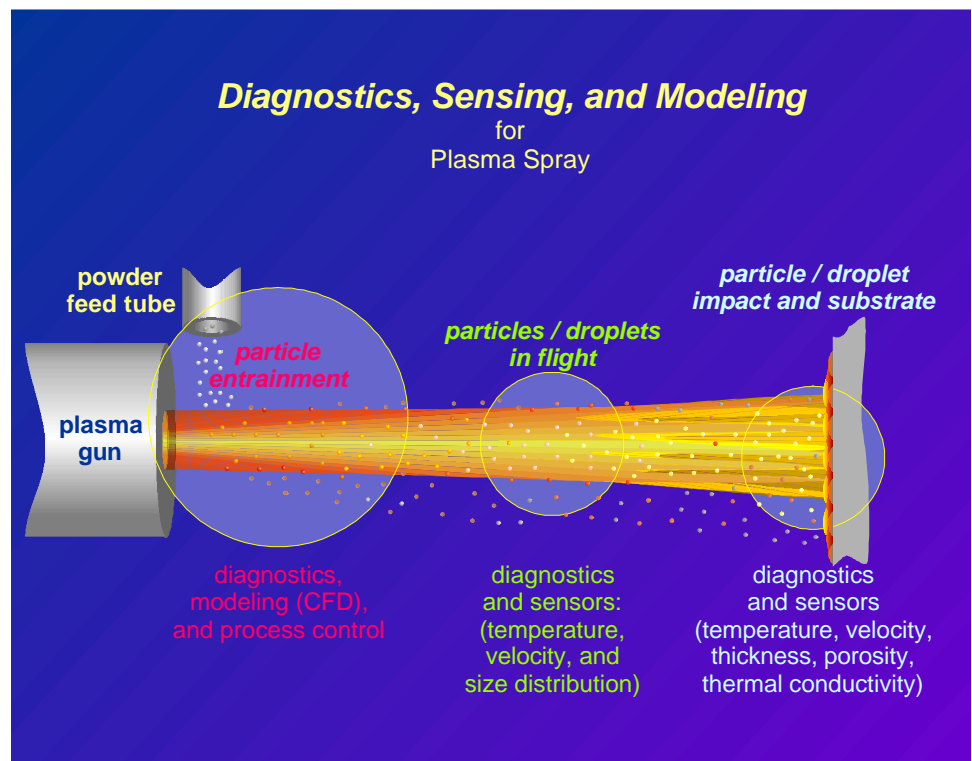 Diagnostics, Sensing, and Modeling
for
Plasma Spray
powder
feed tube
particle / droplet
impact and substrate
particles / droplets
in flight
particle
entrainment
plasma
gun
diagnostics,
modeling (CFD),
and process control
diagnostics
and sensors:
(temperature,
velocity, and
size distribution)
diagnostics
and sensors
(temperature, velocity,
thickness, porosity,
thermal conductivity)